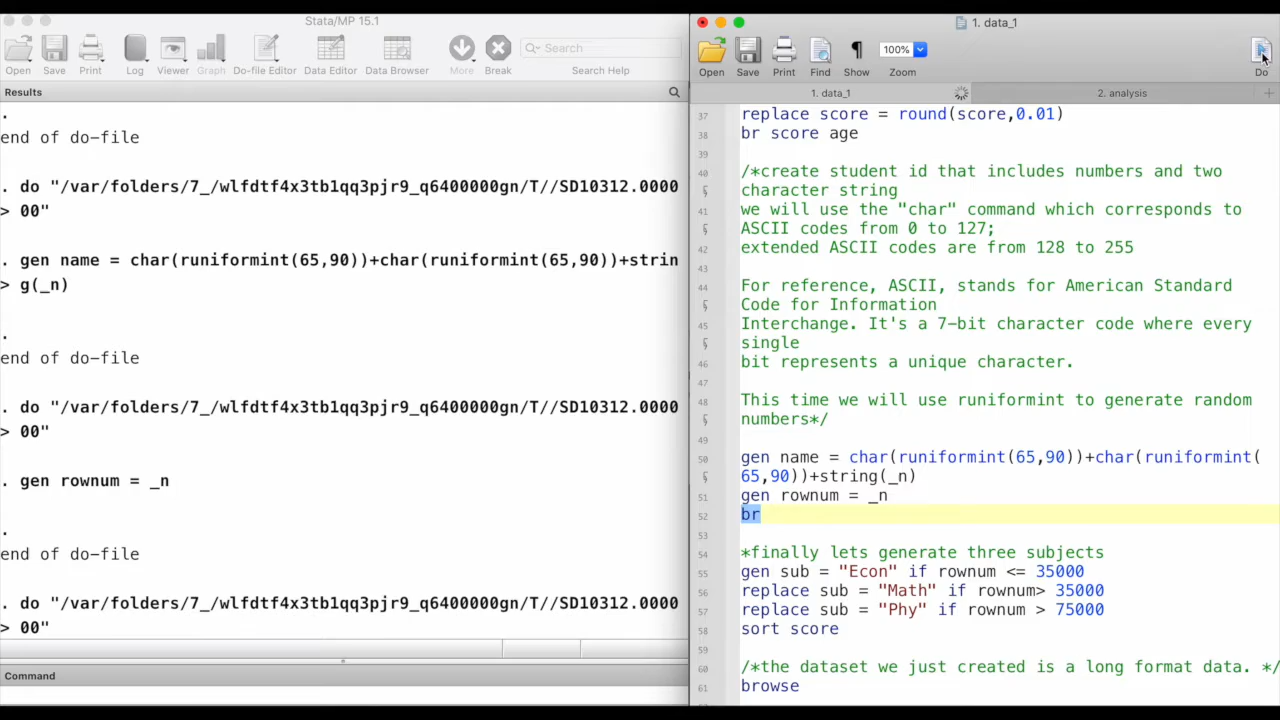 Stata/MP 15.1
Open
Save
Print
Log
Viewer
Graph
Do-file Editor
Data Editor
Data Browser
More
Break
Search
Search Help
Results
.
end of do-file
. do "/var/folders/7_/wlfdtf4x3tb1qq3pjr9_q6400000gn/T//SD10312.0000
> 00"
. gen name = char(runiformint(65,90))+char(runiformint(65,90))+strin
> g(_n)
.
end of do-file
. do "/var/folders/7_/wlfdtf4x3tb1qq3pjr9_q6400000gn/T//SD10312.0000
> 00"
. gen rownum = _n
.
end of do-file
. do "/var/folders/7_/wlfdtf4x3tb1qq3pjr9_q6400000gn/T//SD10312.0000
> 00"
Command
1. data_1
Open
Save
Print
Find
Show
100%
Zoom
Do
1. data_1
2. analysis
+
37 replace score = round(score,0.01)
38 br score age
39
40 /*create student id that includes numbers and two
character string
41 we will use the "char" command which corresponds to
ASCII codes from 0 to 127;
42 extended ASCII codes are from 128 to 255
43
44 For reference, ASCII, stands for American Standard
Code for Information
45 Interchange. It's a 7-bit character code where every
single
46 bit represents a unique character.
47
48 This time we will use runiformint to generate random
numbers*/
49
50 gen name = char(runiformint(65,90))+char(runiformint(
65,90))+string(_n)
51 gen rownum = _n
52 br
53
54 *finally lets generate three subjects
55 gen sub = "Econ" if rownum <= 35000
56 replace sub = "Math" if rownum> 35000
57 replace sub = "Phy" if rownum > 75000
58 sort score
59
60 /*the dataset we just created is a long format data. */
61 browse